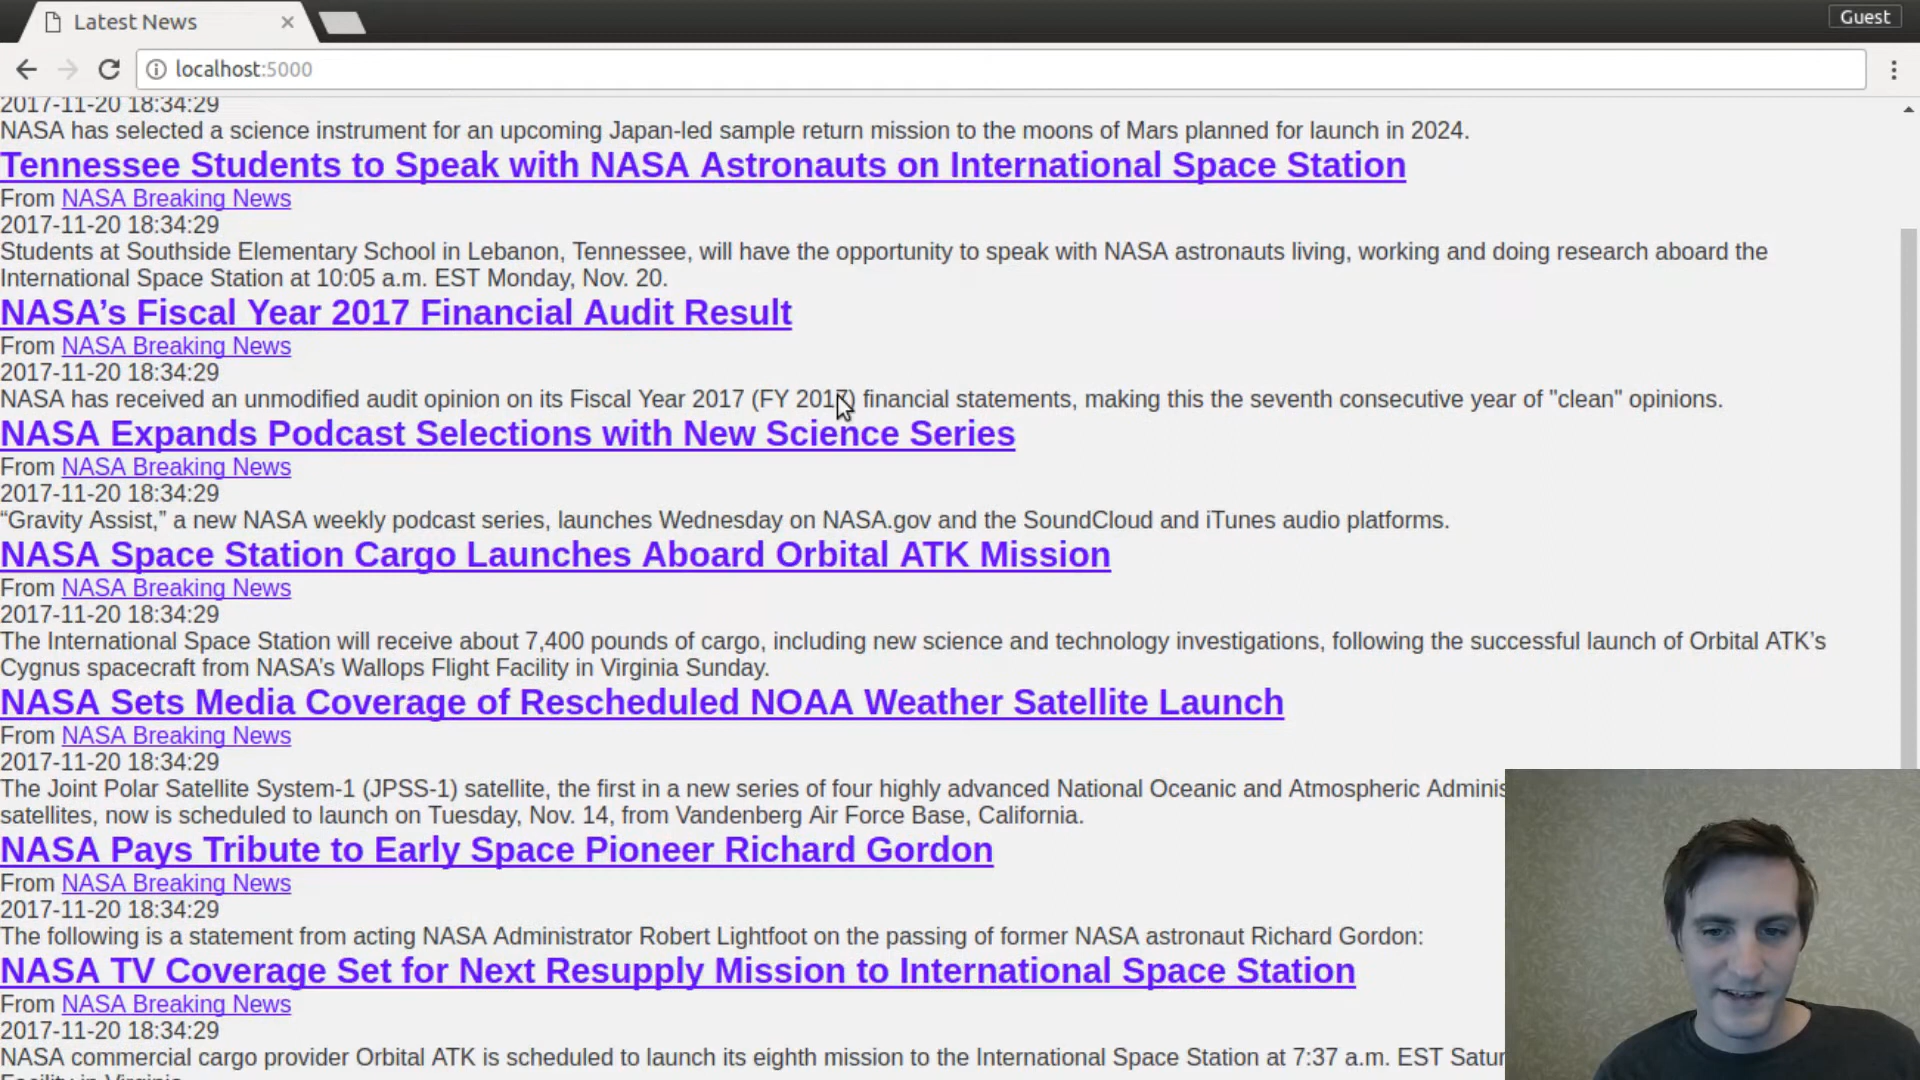 Latest News
Guest
localhost:5000
2017-11-20 18:34:29
NASA has selected a science instrument for an upcoming Japan-led sample return mission to the moons of Mars planned for launch in 2024.
Tennessee Students to Speak with NASA Astronauts on International Space Station
From NASA Breaking News
2017-11-20 18:34:29
Students at Southside Elementary School in Lebanon, Tennessee, will have the opportunity to speak with NASA astronauts living, working and doing research aboard the
International Space Station at 10:05 a.m. EST Monday, Nov. 20.
NASA’s Fiscal Year 2017 Financial Audit Result
From NASA Breaking News
2017-11-20 18:34:29
NASA has received an unmodified audit opinion on its Fiscal Year 2017 (FY 2017) financial statements, making this the seventh consecutive year of "clean" opinions.
NASA Expands Podcast Selections with New Science Series
From NASA Breaking News
2017-11-20 18:34:29
“Gravity Assist,” a new NASA weekly podcast series, launches Wednesday on NASA.gov and the SoundCloud and iTunes audio platforms.
NASA Space Station Cargo Launches Aboard Orbital ATK Mission
From NASA Breaking News
2017-11-20 18:34:29
The International Space Station will receive about 7,400 pounds of cargo, including new science and technology investigations, following the successful launch of Orbital ATK’s
Cygnus spacecraft from NASA’s Wallops Flight Facility in Virginia Sunday.
NASA Sets Media Coverage of Rescheduled NOAA Weather Satellite Launch
From NASA Breaking News
2017-11-20 18:34:29
The Joint Polar Satellite System-1 (JPSS-1) satellite, the first in a new series of four highly advanced National Oceanic and Atmospheric Adminis
satellites, now is scheduled to launch on Tuesday, Nov. 14, from Vandenberg Air Force Base, California.
NASA Pays Tribute to Early Space Pioneer Richard Gordon
From NASA Breaking News
2017-11-20 18:34:29
The following is a statement from acting NASA Administrator Robert Lightfoot on the passing of former NASA astronaut Richard Gordon:
NASA TV Coverage Set for Next Resupply Mission to International Space Station
From NASA Breaking News
2017-11-20 18:34:29
NASA commercial cargo provider Orbital ATK is scheduled to launch its eighth mission to the International Space Station at 7:37 a.m. EST Satur
Facility in Virginia